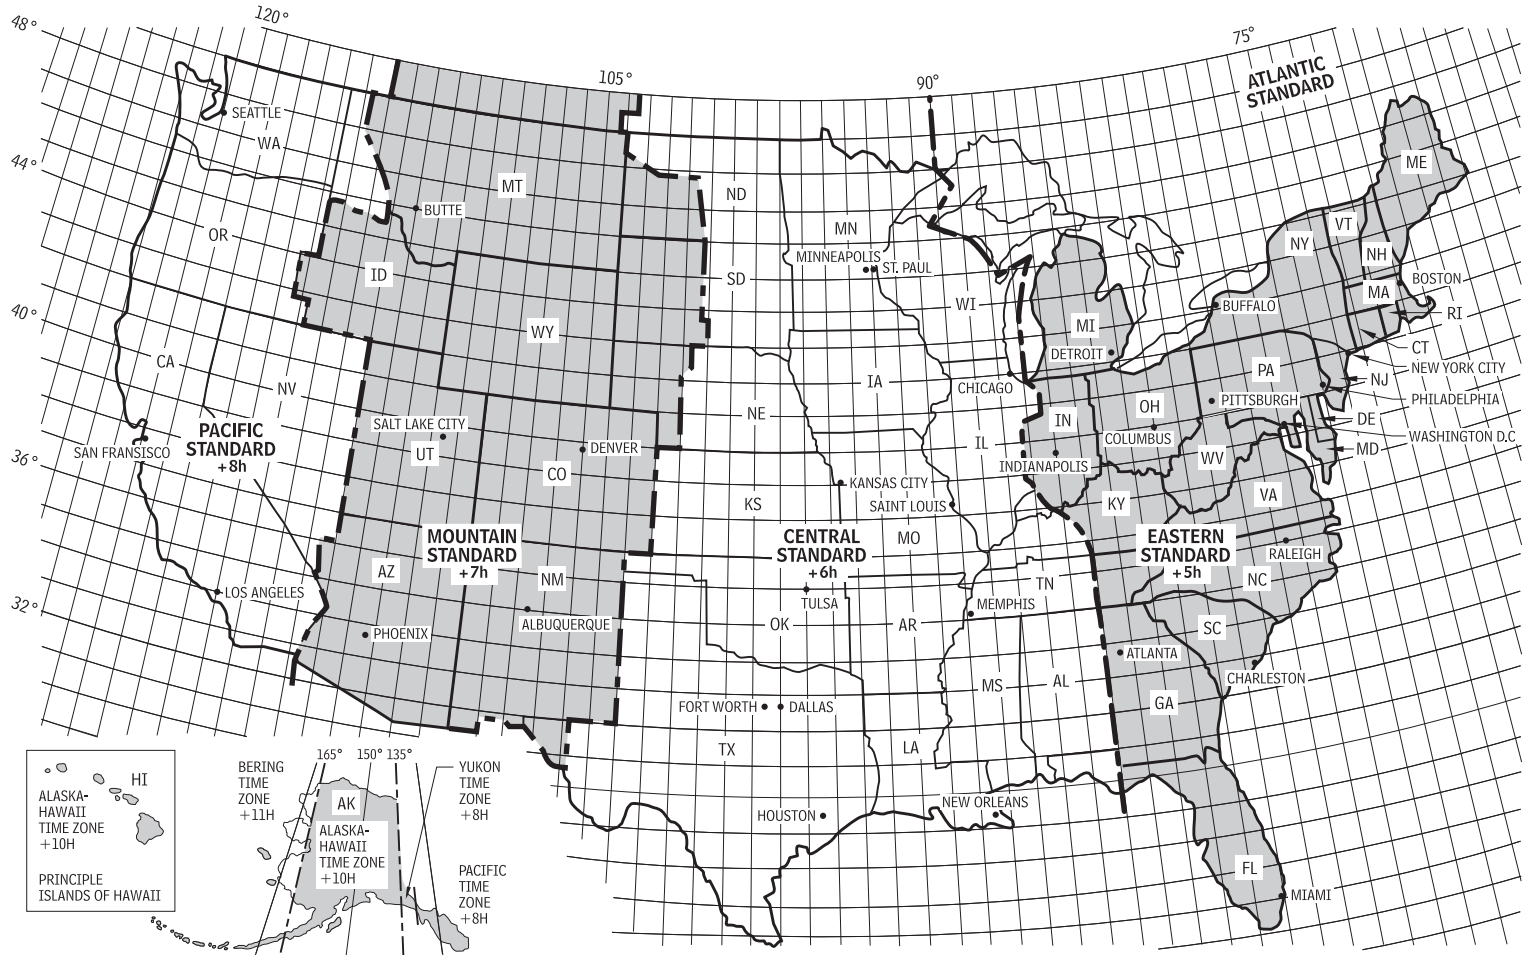 120°
105°
90°
75°
48°
44°
40°
36°
32°
ATLANTIC
STANDARD
SEATTLE
WA
MT
BUTTE
OR
ID
ND
MN
MINNEAPOLIS
ST. PAUL
SD
WI
WY
ME
VT
NY
NH
BOSTON
MA
RI
BUFFALO
MI
DETROIT
CT
NEW YORK CITY
NJ
PHILADELPHIA
PA
PITTSBURGH
DE
WASHINGTON D.C
MD
CA
NV
IA
CHICAGO
NE
IL
IN
OH
COLUMBUS
INDIANAPOLIS
WV
VA
KY
SALT LAKE CITY
UT
DENVER
CO
PACIFIC
STANDARD
+8h
SAN FRANSISCO
KANSAS CITY
KS
SAINT LOUIS
MO
MOUNTAIN
STANDARD
+7h
CENTRAL
STANDARD
+6h
EASTERN
STANDARD
+5h
RALEIGH
NC
TN
AZ
NM
LOS ANGELES
PHOENIX
ALBUQUERQUE
TULSA
OK
AR
MEMPHIS
SC
ATLANTA
CHARLESTON
MS
AL
GA
FORT WORTH
DALLAS
TX
LA
HOUSTON
NEW ORLEANS
FL
MIAMI
HI
ALASKA-
HAWAII
TIME ZONE
+10H
PRINCIPLE
ISLANDS OF HAWAII
165°
150°
135°
BERING
TIME
ZONE
+11H
AK
ALASKA-
HAWAII
TIME ZONE
+10H
YUKON
TIME
ZONE
+8H
PACIFIC
TIME
ZONE
+8H